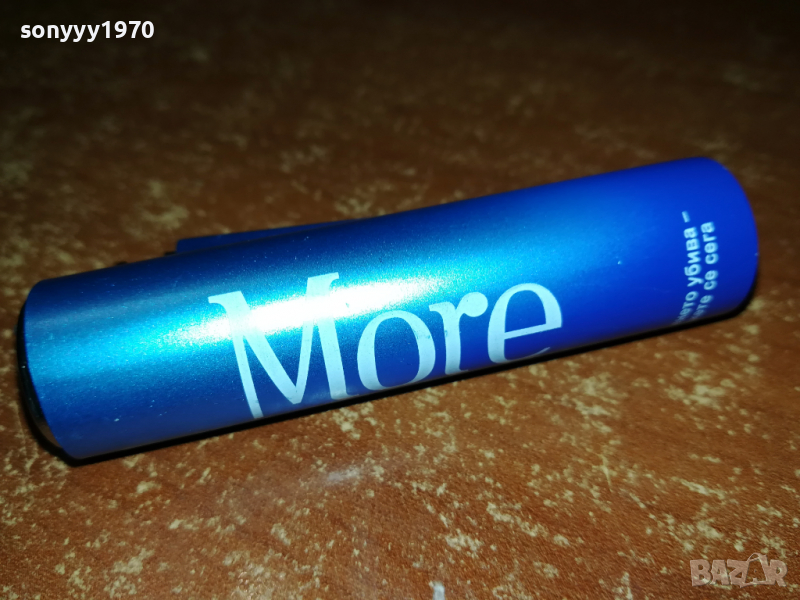 sonyyy1970
More
убива –
се сега
BAZAR